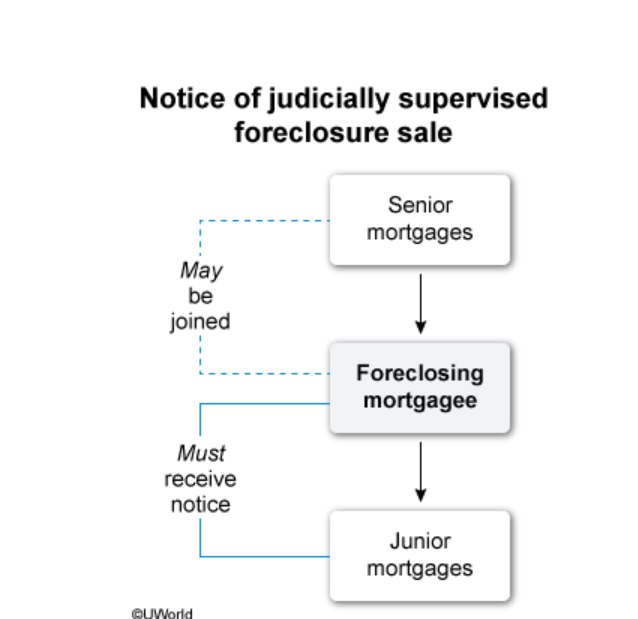 Notice of judicially supervised
foreclosure sale
Senior
mortgages
May
be
joined
Foreclosing
mortgagee
Must
receive
notice
Junior
mortgages
©UWorld